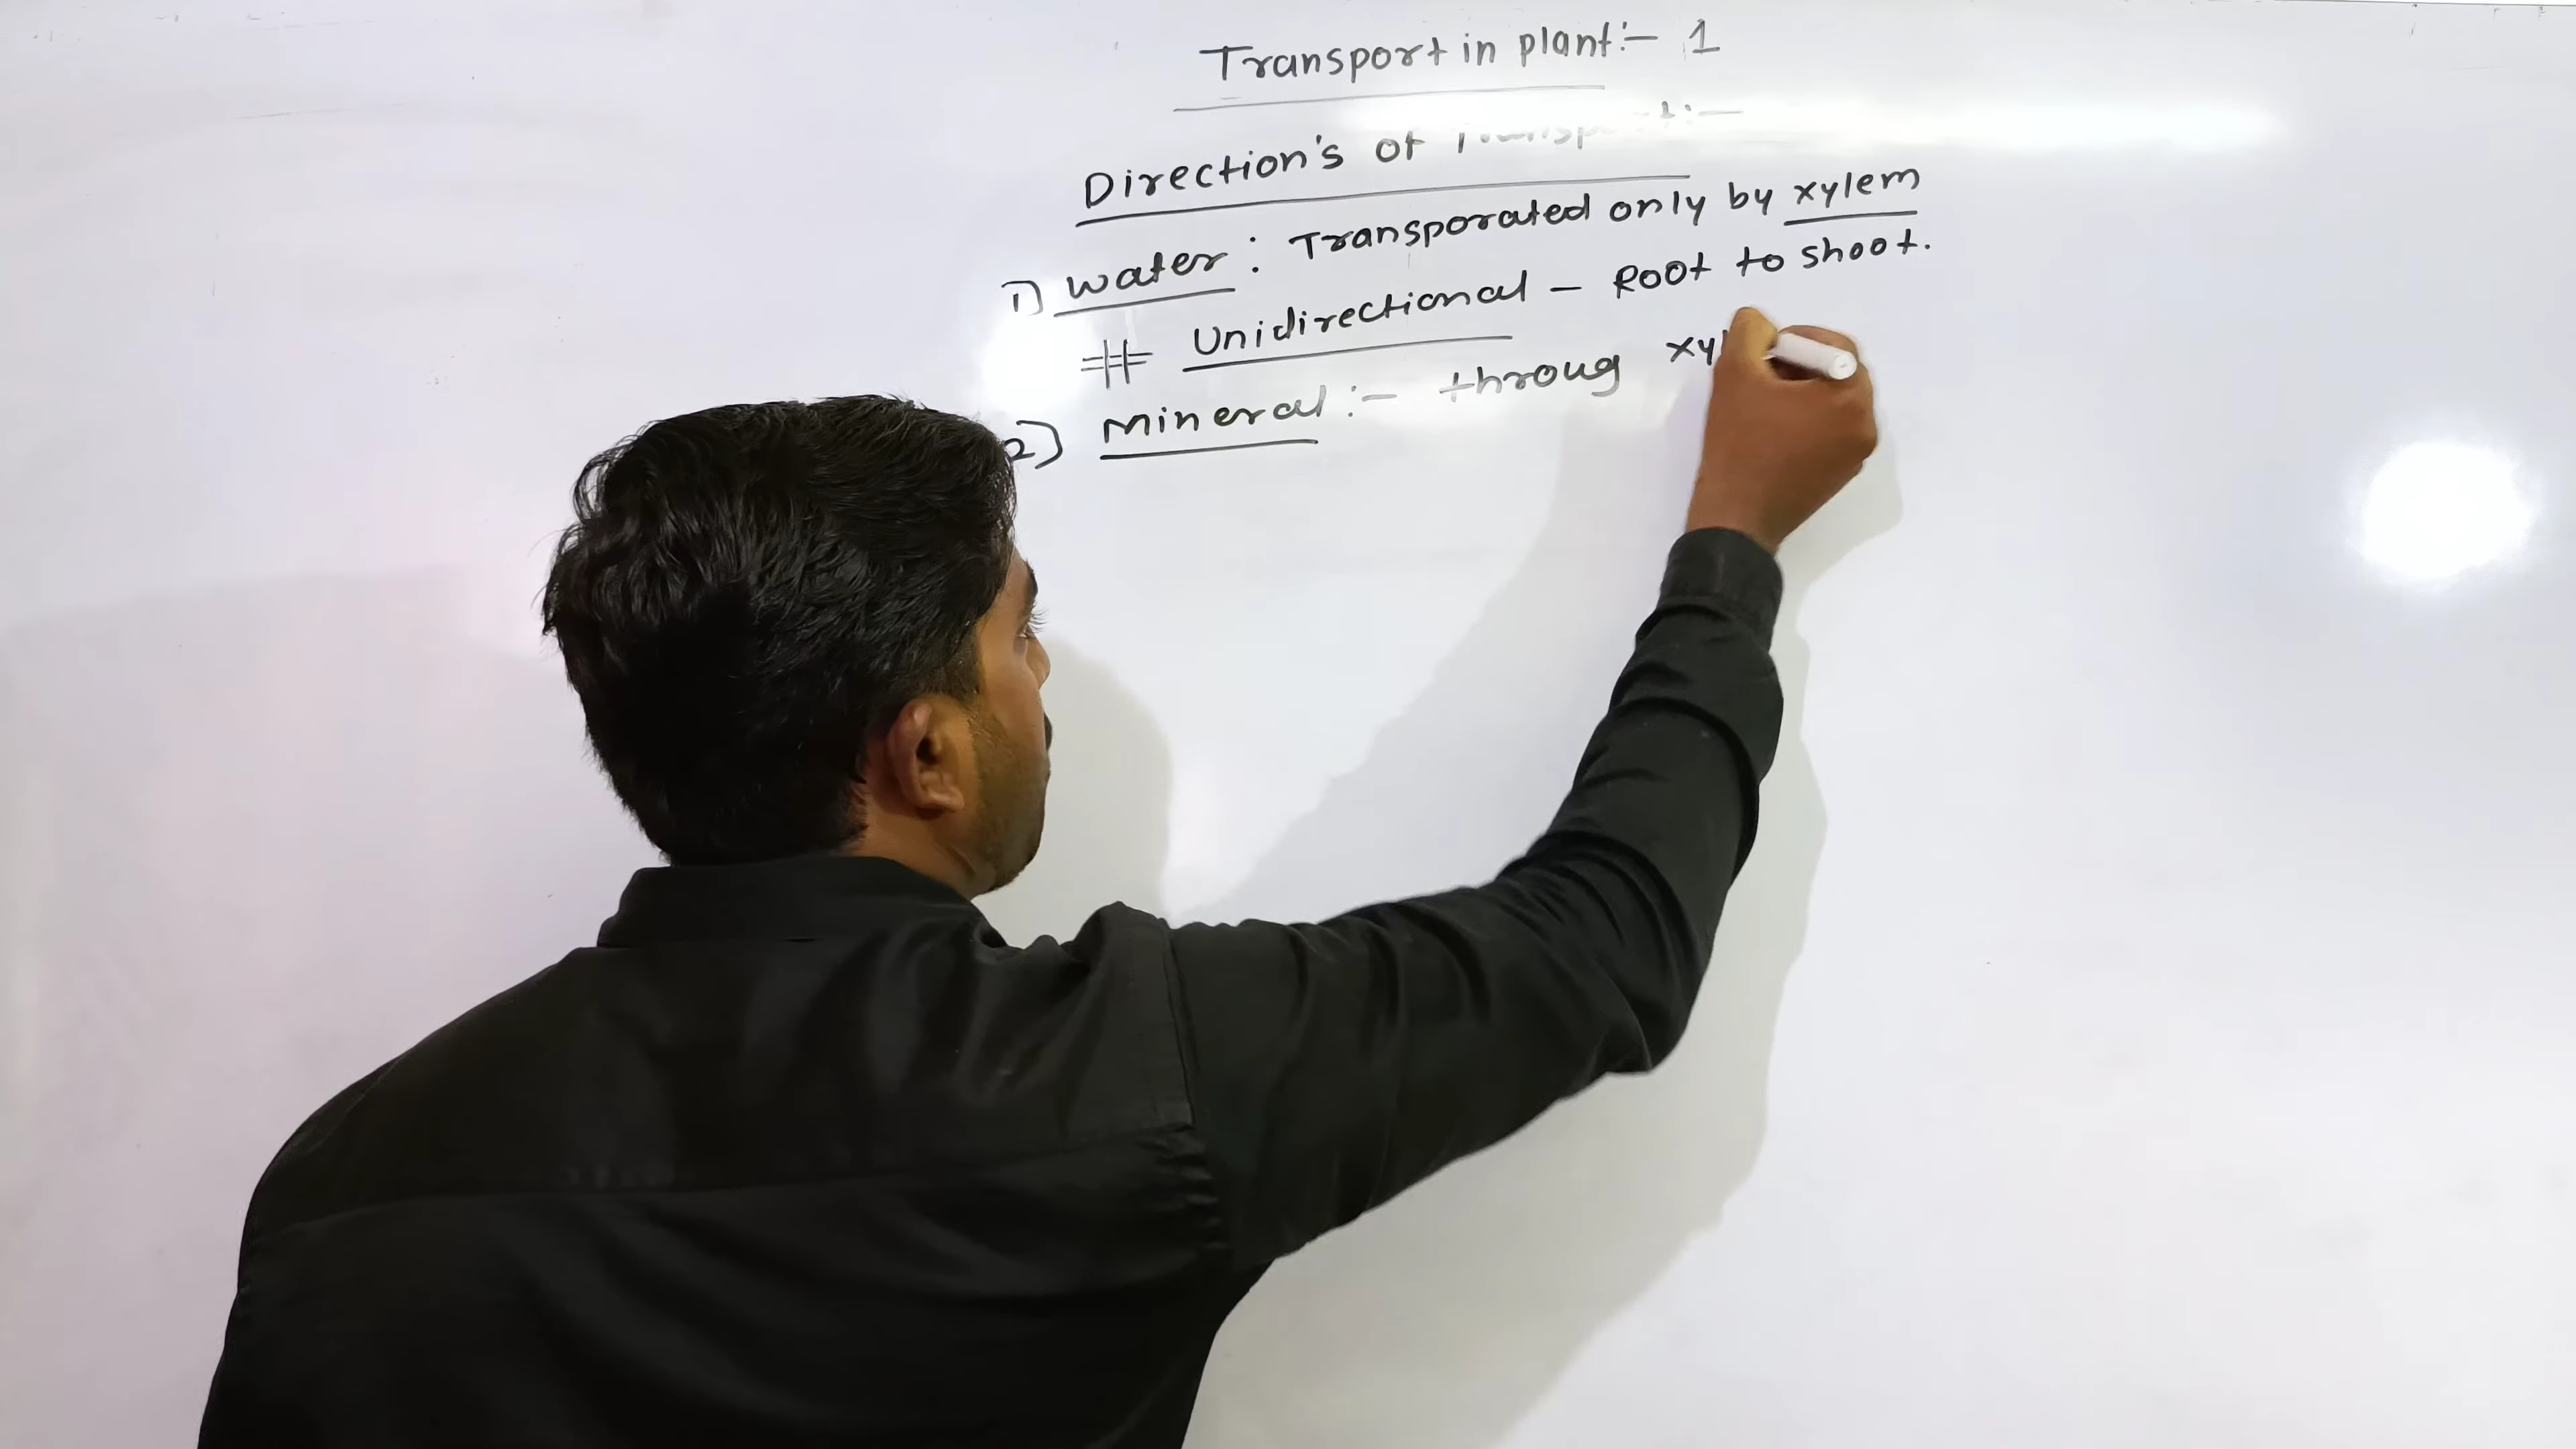 Transport in plant:- 1
Direction's of Transport:-
1) water: Transporated only by xylem
# Unidirectional - Root to shoot.
2) Mineral:- throug xyl